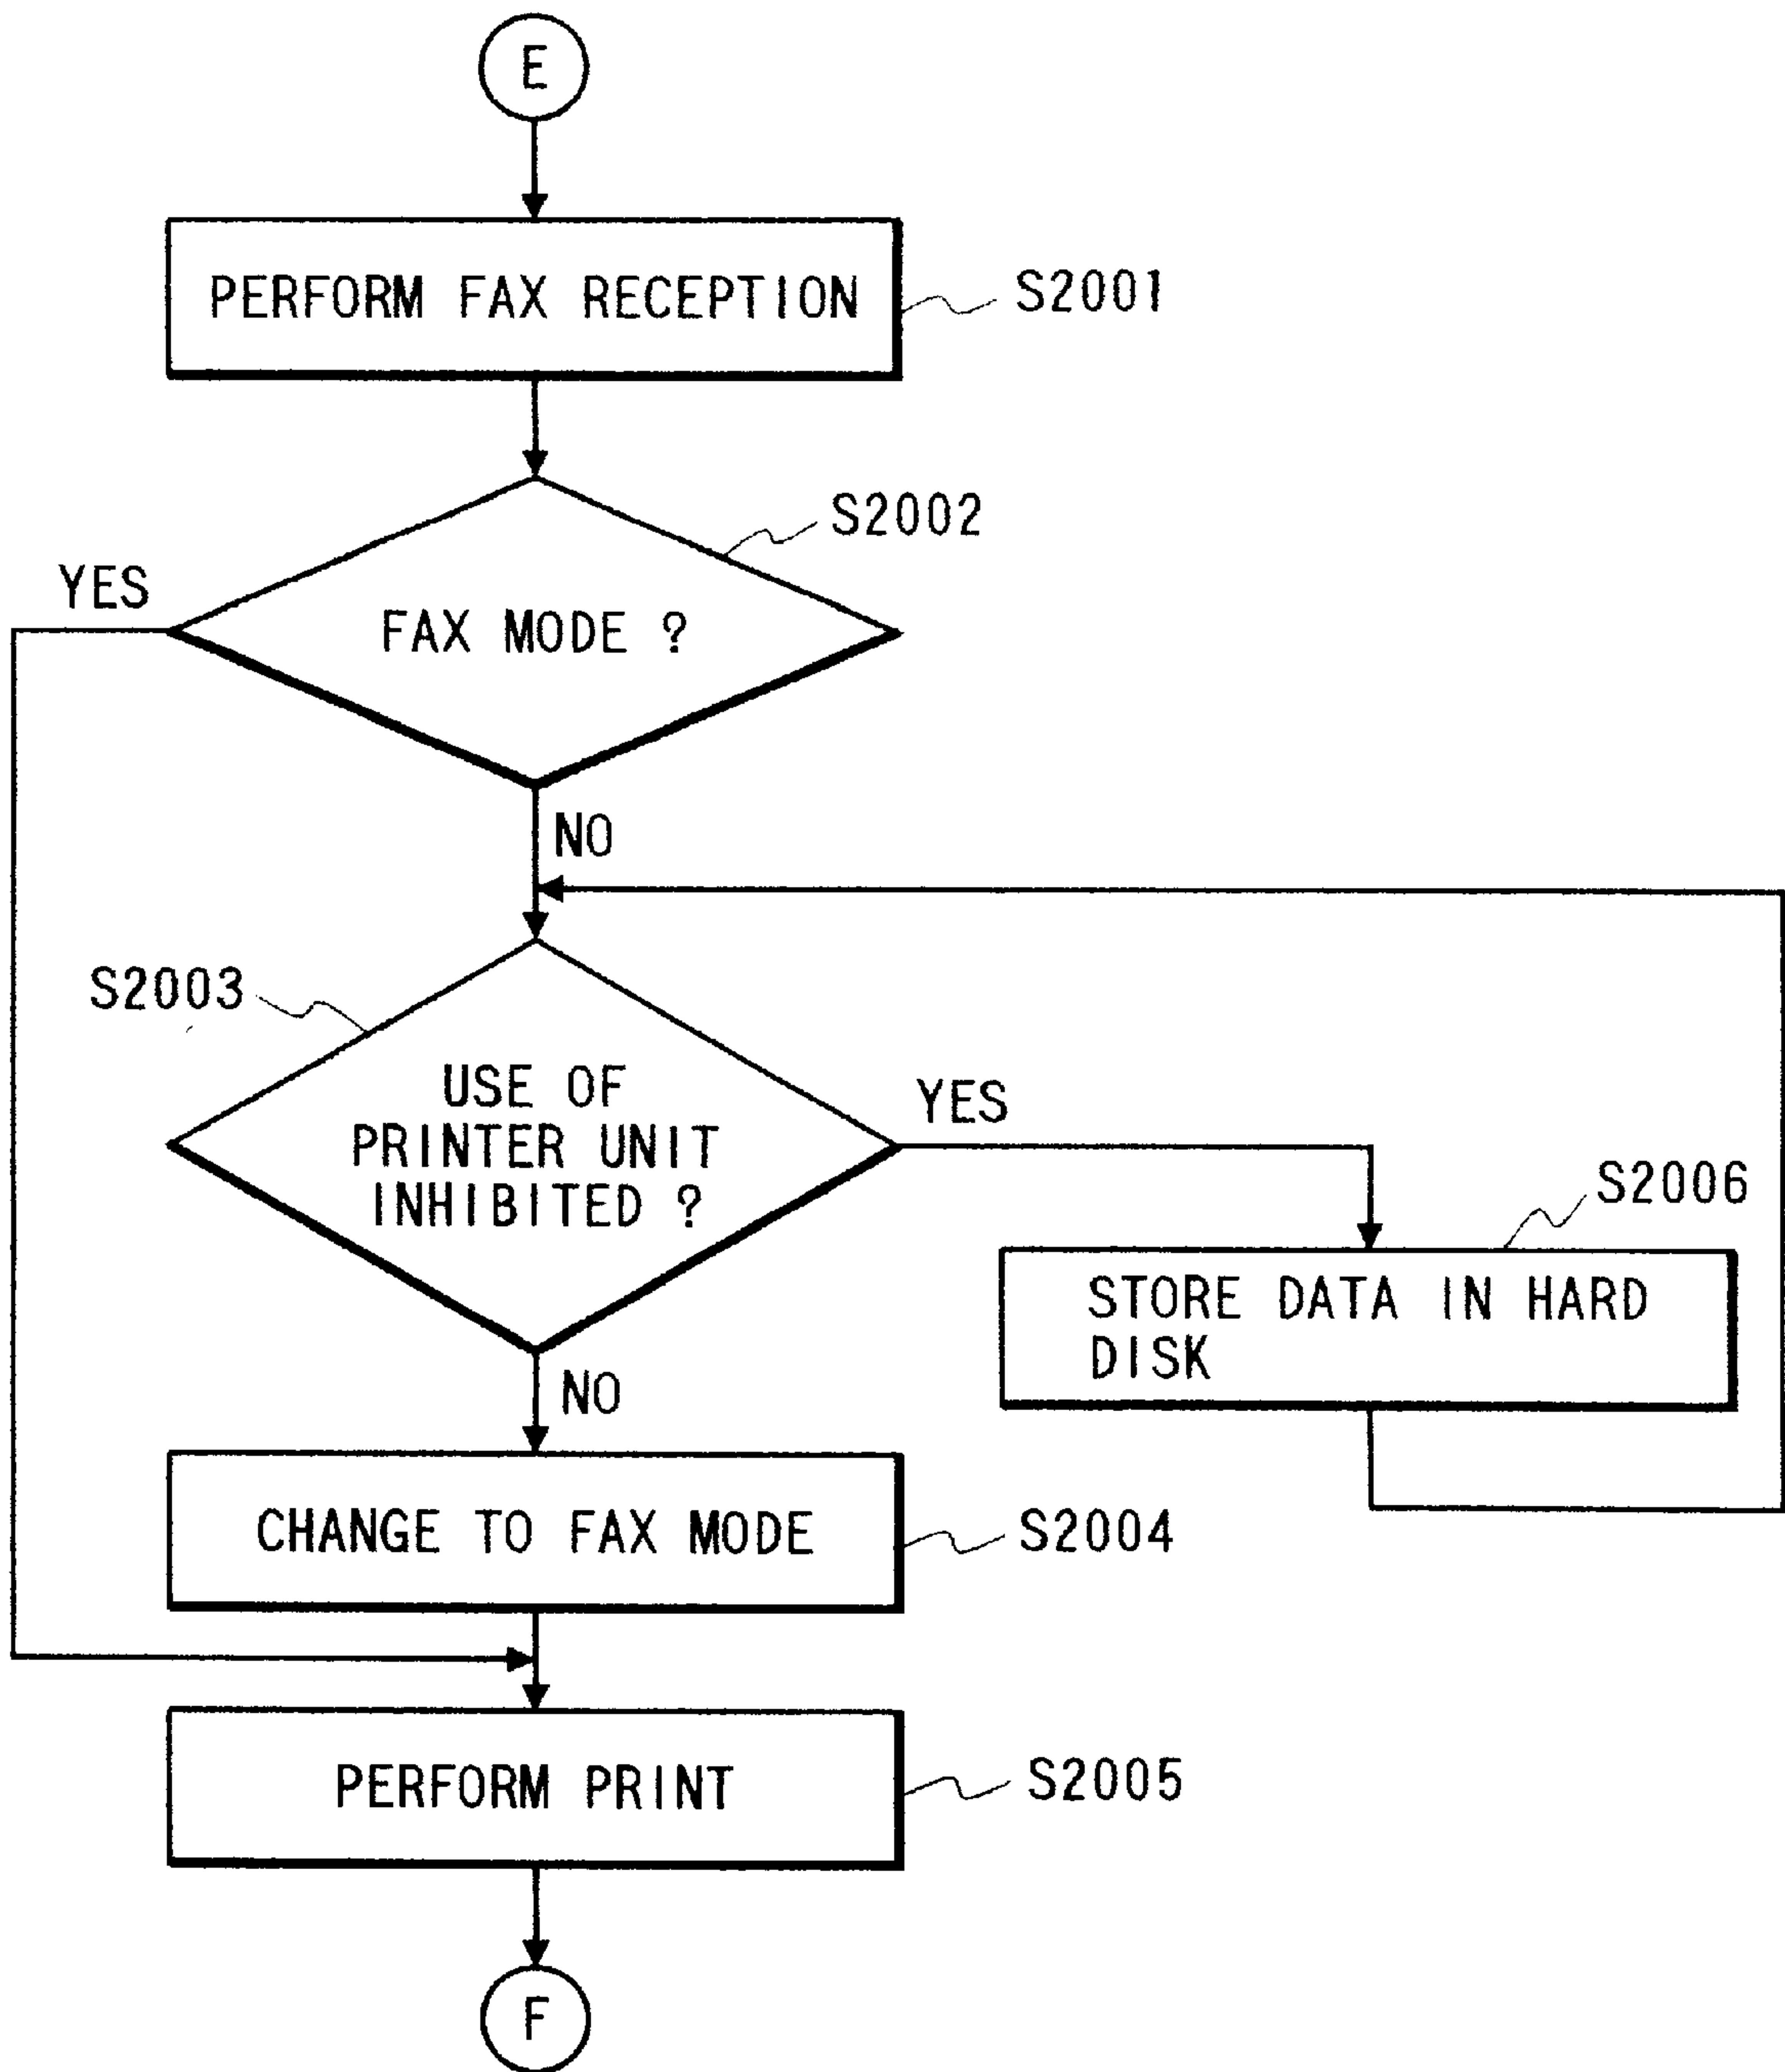 E
PERFORM FAX RECEPTION
S2001
S2002
YES
FAX MODE ?
NO
S2003
USE OF
PRINTER UNIT
INHIBITED ?
YES
S2006
STORE DATA IN HARD
DISK
NO
CHANGE TO FAX MODE
S2004
PERFORM PRINT
S2005
F